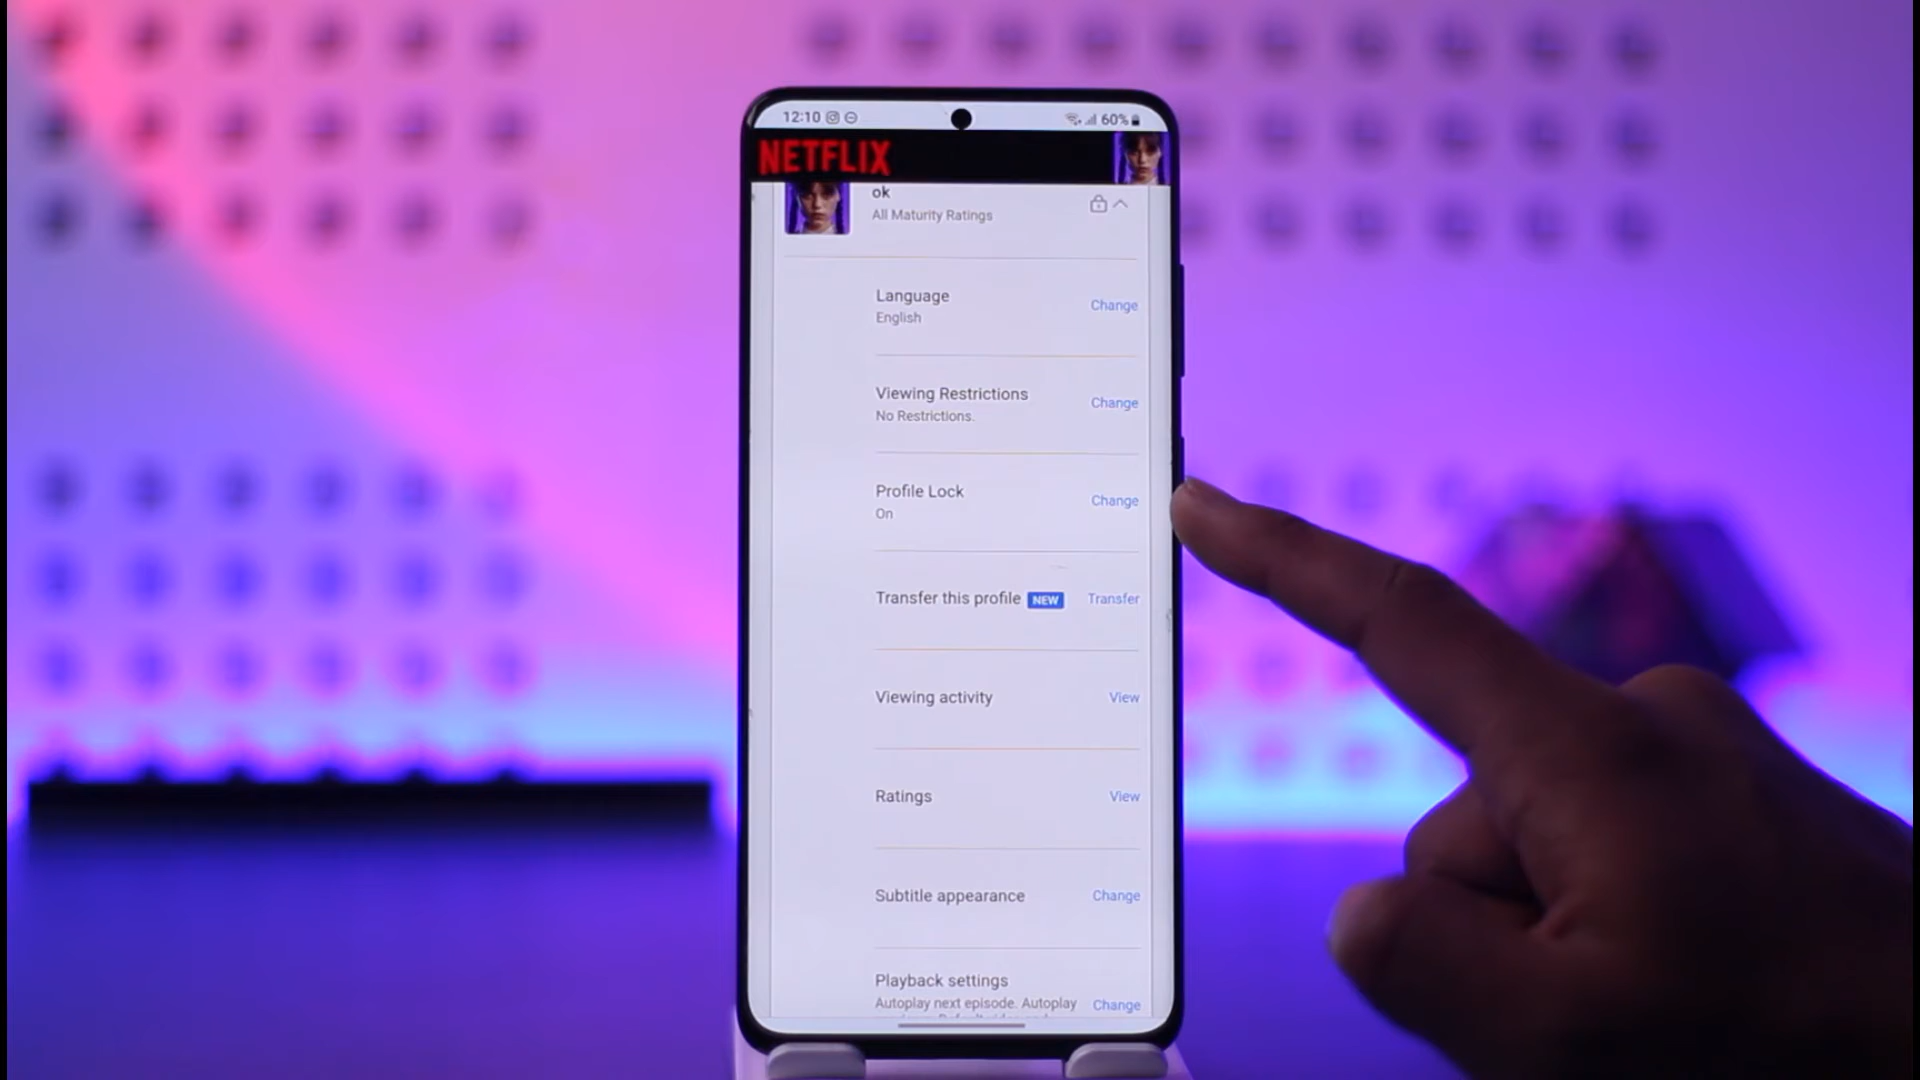 12:10
60%
NETFLIX
ok
All Maturity Ratings
Language
English
Change
Viewing Restrictions
No Restrictions.
Change
Profile Lock
On
Change
Transfer this profile NEW Transfer
Viewing activity View
Ratings View
Subtitle appearance Change
Playback settings
Autoplay next episode. Autoplay
Change